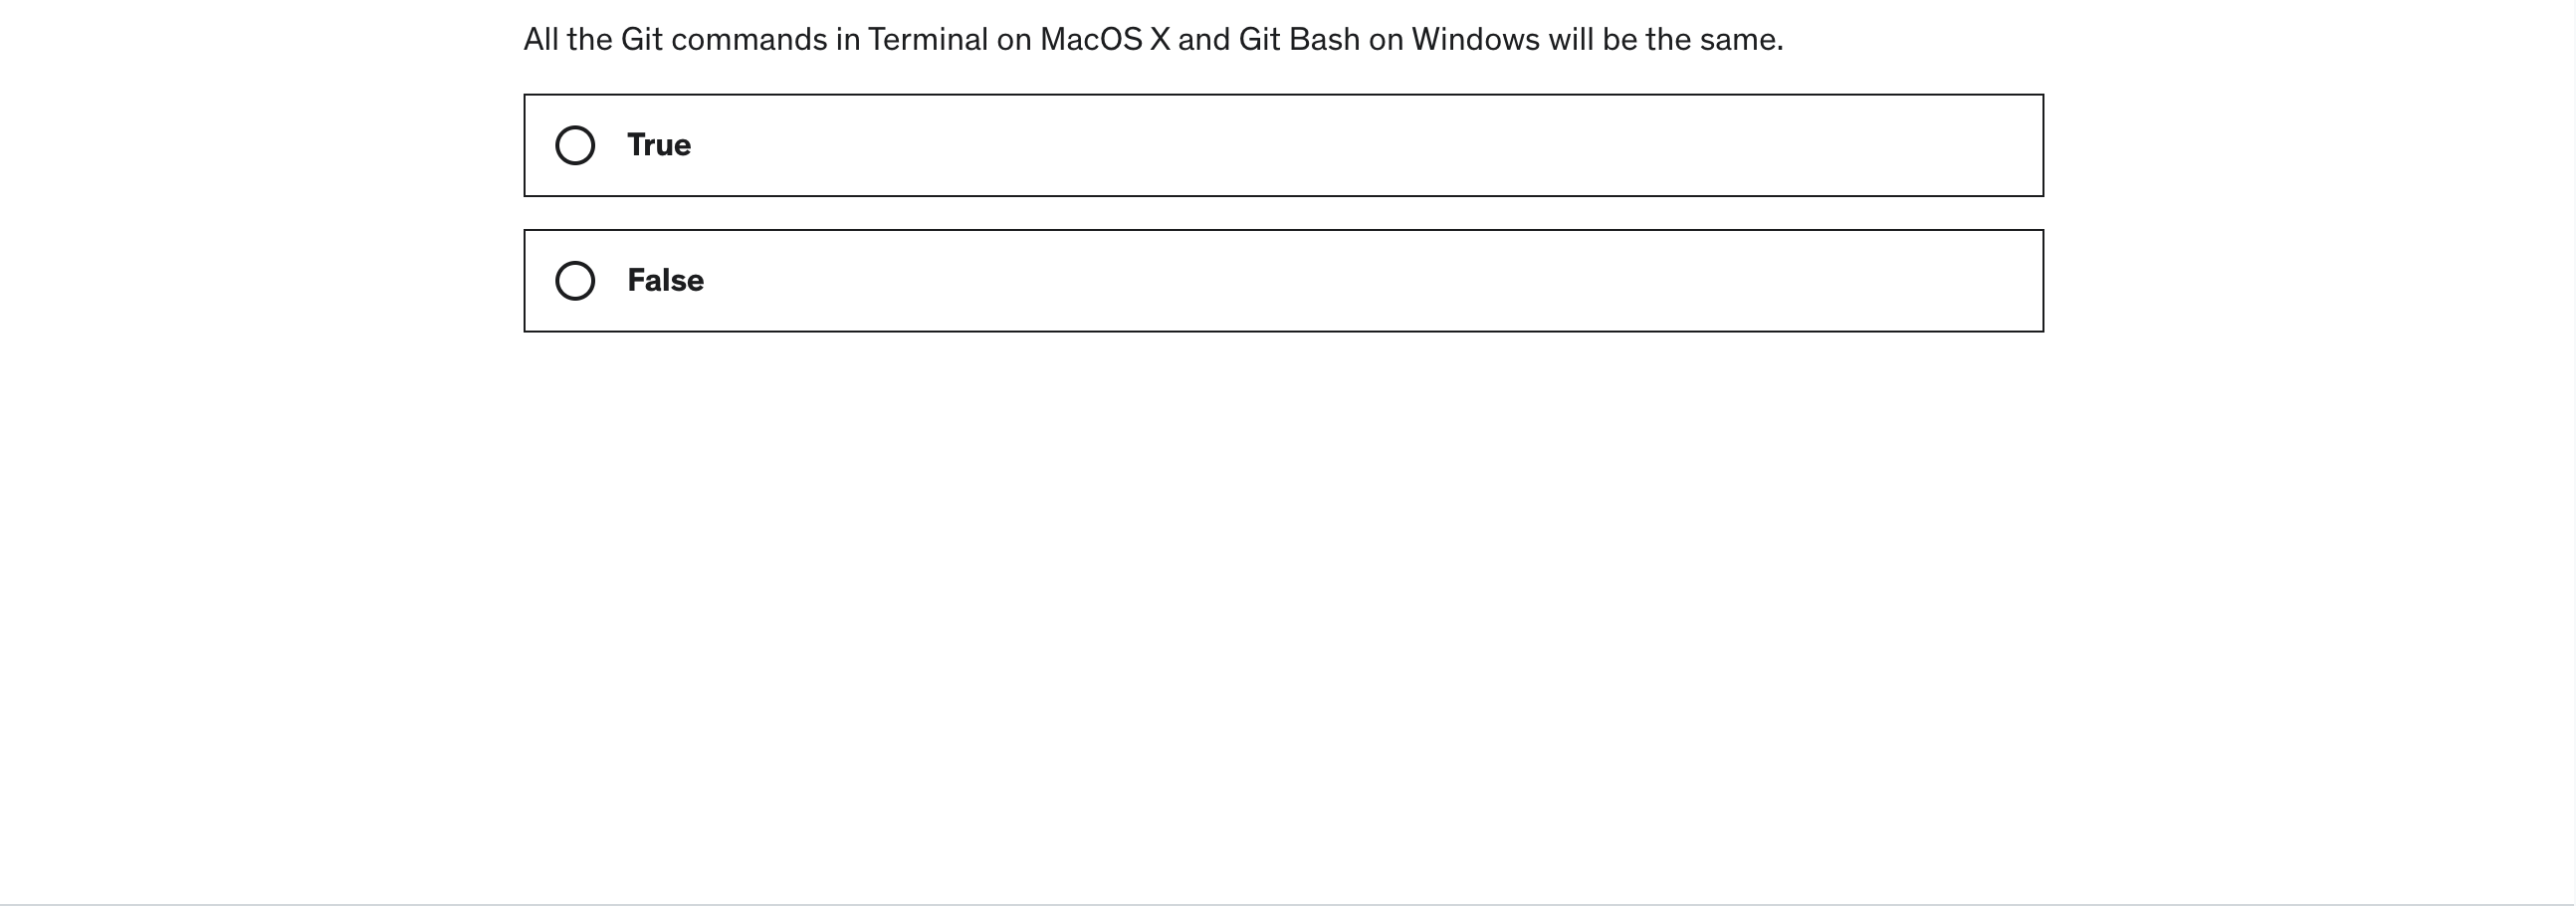 All the Git commands in Terminal on MacOS X and Git Bash on Windows will be the same.
True
False